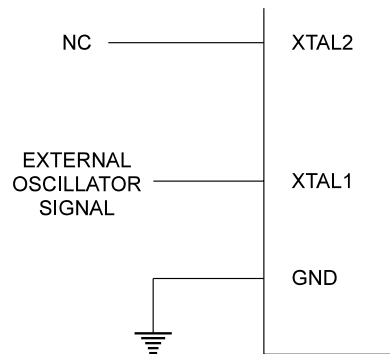 NC
XTAL2
EXTERNAL
OSCILLATOR
SIGNAL
XTAL1
GND